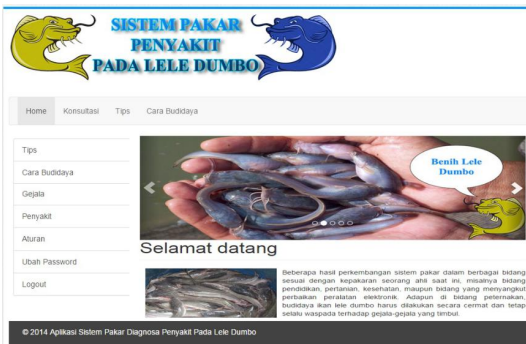 SISTEM PAKAR
PENYAKIT
PADA LELE DUMBO
Home Konsultasi Tips Cara Budidaya
Tips
Cara Budidaya
Gejala
Penyakit
Aturan
Ubah Password
Logout
Benih Lele
Dumbo
Selamat datang
Beberapa hasil perkembangan sistem pakar dalam berbagai bidang
sesuai dengan kepakaran seorang ahli saat ini, misalnya bidang
pendidikan, pertanian, kesehatan, maupun bidang yang menyangkut
perbaikan peralatan elektronik. Adapun di bidang peternakan,
budidaya ikan lele dumbo harus dilakukan secara cermat dan tetap
selalu waspada terhadap gejala-gejala yang timbul.
© 2014 Aplikasi Sistem Pakar Diagnosa Penyakit Pada Lele Dumbo